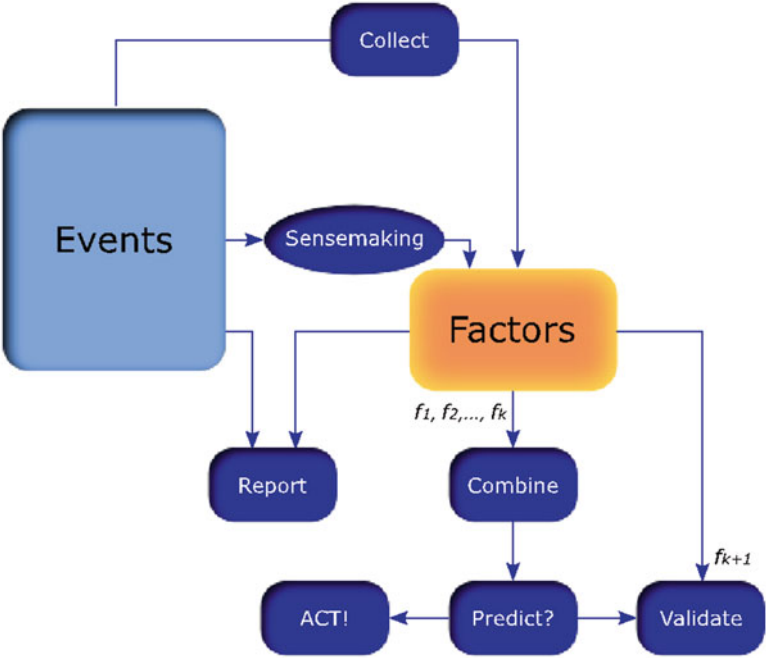 Collect
Events
Sensemaking
Factors
f1, f2,..., fk
Report
Combine
fk+1
ACT!
Predict?
Validate